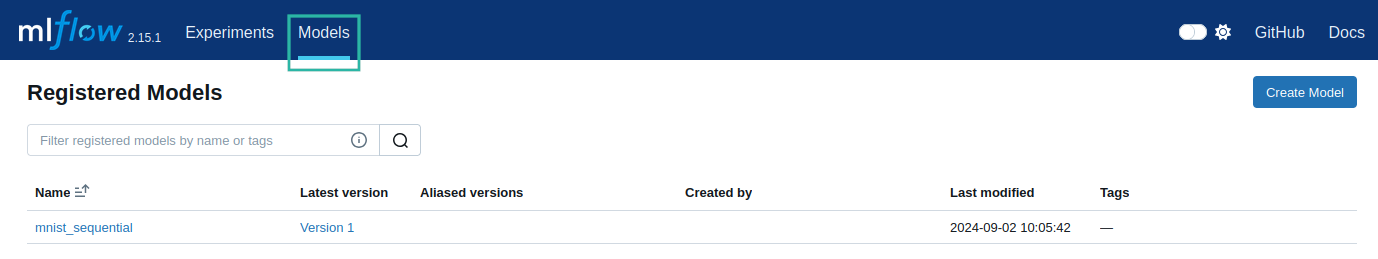 mlflow 2.15.1 Experiments Models GitHub Docs
Registered Models Create Model
Filter registered models by name or tags
Name Latest version Aliased versions Created by Last modified Tags
mnist_sequential Version 1 2024-09-02 10:05:42 —